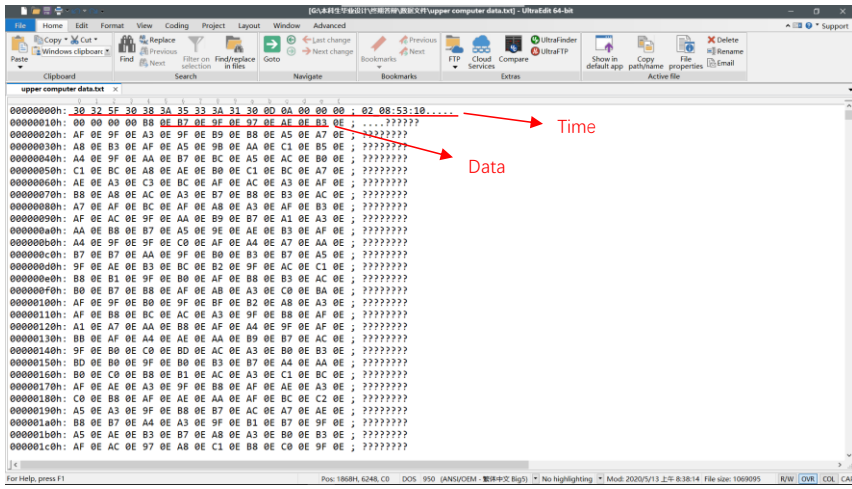 [G:\本科生毕业设计\终期答辩\数据文件\upper computer data.txt] - UltraEdit 64-bit
File Home Edit Format View Coding Project Layout Window Advanced Support
Paste Copy Cut Windows clipboard
Find Replace Previous Next Filter on selection Find/replace in files
Goto Last change Next change
Bookmarks Previous Next
FTP Cloud Services Compare UltraFinder UltraFTP
Show in default app Copy path/name File properties Delete Rename Email
Clipboard Search Navigate Bookmarks Extras Active file
upper computer data.txt ×
0 1 2 3 4 5 6 7 8 9 a b c d e f
00000000h: 30 32 5F 30 38 3A 35 33 3A 31 30 0D 0A 00 00 00 ; 02_08:53:10.....
Time
00000010h: 00 00 00 00 B8 0E B7 0E 9F 0E 97 0E AE 0E B3 0E ; ....??????
Data
00000020h: AF 0E 9F 0E A3 0E 9F 0E B9 0E B8 0E A5 0E A7 0E ; ????????
00000030h: A8 0E B3 0E AF 0E A5 0E 9B 0E AA 0E C1 0E B5 0E ; ????????
00000040h: A4 0E 9F 0E AA 0E B7 0E BC 0E A5 0E AC 0E B0 0E ; ????????
00000050h: C1 0E BC 0E A8 0E AE 0E B0 0E C1 0E BC 0E A7 0E ; ????????
00000060h: AE 0E A3 0E C3 0E BC 0E AF 0E AC 0E A3 0E AF 0E ; ????????
00000070h: B8 0E A8 0E AC 0E A3 0E B7 0E B8 0E B3 0E AC 0E ; ????????
00000080h: A7 0E AF 0E BC 0E AF 0E A8 0E A3 0E AF 0E B3 0E ; ????????
00000090h: AF 0E AC 0E 9F 0E AA 0E B9 0E B7 0E A1 0E A3 0E ; ????????
000000a0h: AA 0E B8 0E B7 0E A5 0E 9E 0E AE 0E B3 0E AF 0E ; ????????
000000b0h: A4 0E 9F 0E 9F 0E C0 0E AF 0E A4 0E A7 0E AA 0E ; ????????
000000c0h: B7 0E B7 0E AA 0E 9F 0E B0 0E B3 0E B7 0E A5 0E ; ????????
000000d0h: 9F 0E AE 0E B3 0E BC 0E B2 0E 9F 0E AC 0E C1 0E ; ????????
000000e0h: B8 0E B1 0E 9F 0E B0 0E AF 0E B8 0E B3 0E AC 0E ; ????????
000000f0h: B0 0E B7 0E B8 0E AF 0E AB 0E A3 0E C0 0E BA 0E ; ????????
00000100h: AF 0E 9F 0E B0 0E 9F 0E BF 0E B2 0E A8 0E A3 0E ; ????????
00000110h: AF 0E B8 0E BC 0E AC 0E A3 0E 9F 0E B8 0E AF 0E ; ????????
00000120h: A1 0E A7 0E AA 0E B8 0E AF 0E A4 0E 9F 0E AF 0E ; ????????
00000130h: BB 0E AF 0E A4 0E AE 0E AA 0E B9 0E B7 0E AC 0E ; ????????
00000140h: 9F 0E B0 0E C0 0E BD 0E AC 0E A3 0E B0 0E B3 0E ; ????????
00000150h: BD 0E B0 0E 9F 0E B0 0E B3 0E B7 0E A4 0E AA 0E ; ????????
00000160h: B0 0E C0 0E B8 0E B1 0E AC 0E A3 0E C1 0E BC 0E ; ????????
00000170h: AF 0E AE 0E A3 0E 9F 0E B8 0E AF 0E AE 0E A3 0E ; ????????
00000180h: C0 0E B8 0E AF 0E AE 0E AA 0E AF 0E BC 0E C2 0E ; ????????
00000190h: A5 0E A3 0E 9F 0E B8 0E B7 0E AC 0E A7 0E AE 0E ; ????????
000001a0h: B8 0E B7 0E A4 0E A3 0E 9F 0E B1 0E B7 0E 9F 0E ; ????????
000001b0h: A5 0E AE 0E B3 0E B7 0E A8 0E A3 0E B0 0E B3 0E ; ????????
000001c0h: AF 0E AC 0E 97 0E A8 0E C1 0E B8 0E C0 0E 9F 0E ; ????????
For Help, press F1 Pos: 1868H, 6248, C0 DOS 950 (ANSI/OEM - 繁体中文 Big5) No highlighting Mod: 2020/5/13 上午 8:38:14 File size: 1069095 R/W OVR COL CA